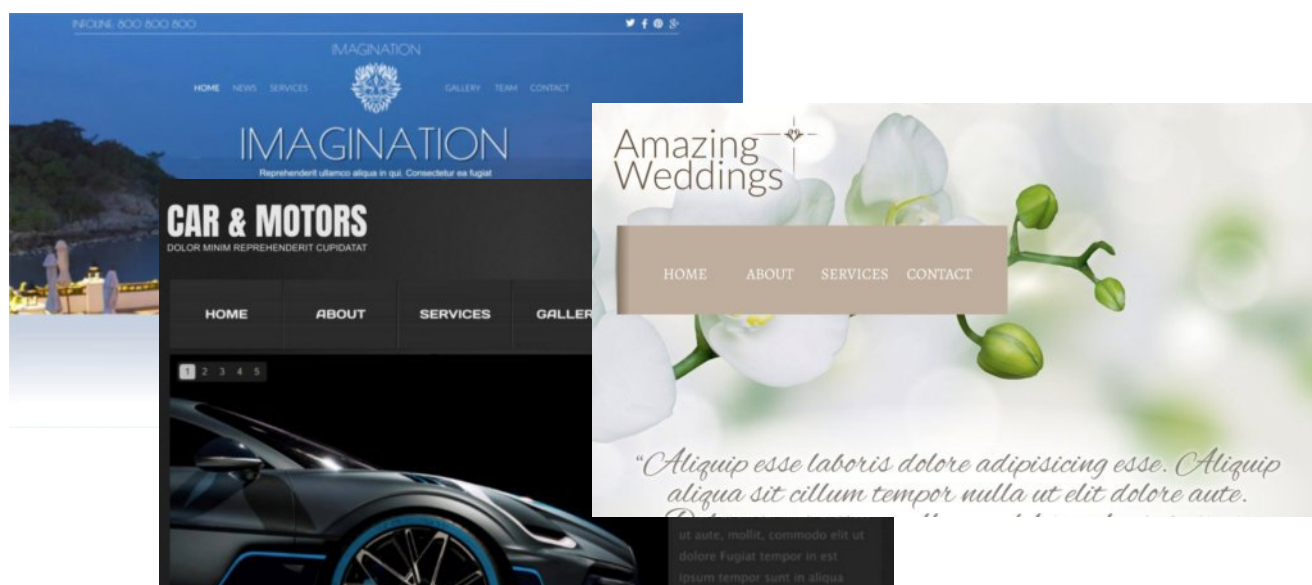 INFOLINE: 800 800 800
IMAGINATION
HOME NEWS SERVICES GALLERY TEAM CONTACT
IMAGINATION
Reprehenderit ullamco aliqua in qui. Consectetur ea fugiat
CAR & MOTORS
DOLOR MINIM REPREHENDERIT CUPIDATAT
HOME ABOUT SERVICES GALLER
1 2 3 4 5
Amazing
Weddings
HOME ABOUT SERVICES CONTACT
“Aliquip esse laboris dolore adipisicing esse. Aliquip
aliqua sit cillum tempor nulla ut elit dolore aute.
ut aute, mollit, commodo elit ut
dolore Fugiat tempor in est
ipsum tempor sunt in aliqua